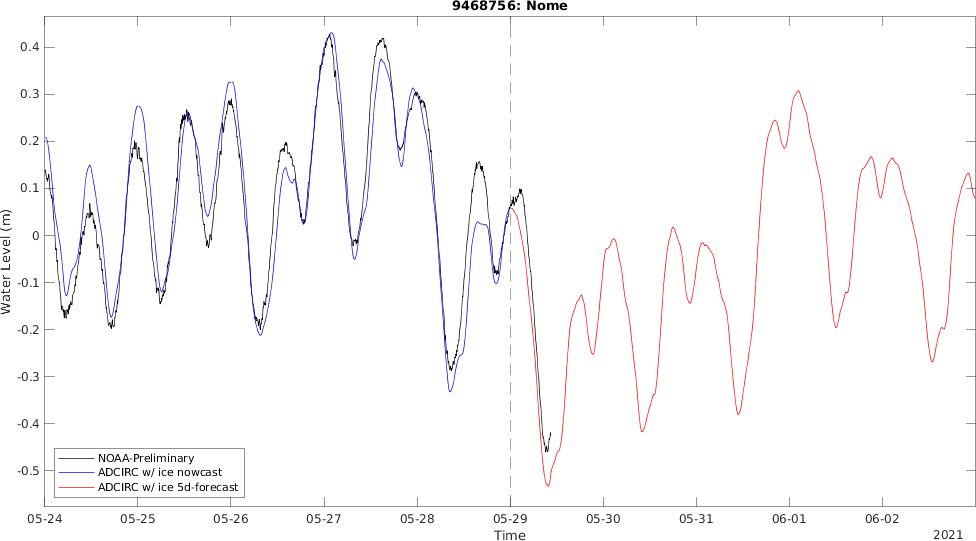 9468756: Nome
Water Level (m)
0.4
0.3
0.2
0.1
0
-0.1
-0.2
-0.3
-0.4
-0.5
NOAA-Preliminary
ADCIRC w/ ice nowcast
ADCIRC w/ ice 5d-forecast
05-24 05-25 05-26 05-27 05-28 05-29 05-30 05-31 06-01 06-02
Time
2021